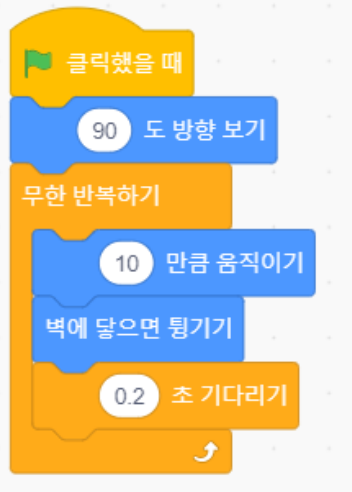 클릭했을 때
90 도 방향 보기
무한 반복하기
10 만큼 움직이기
벽에 닿으면 튕기기
0.2 초 기다리기